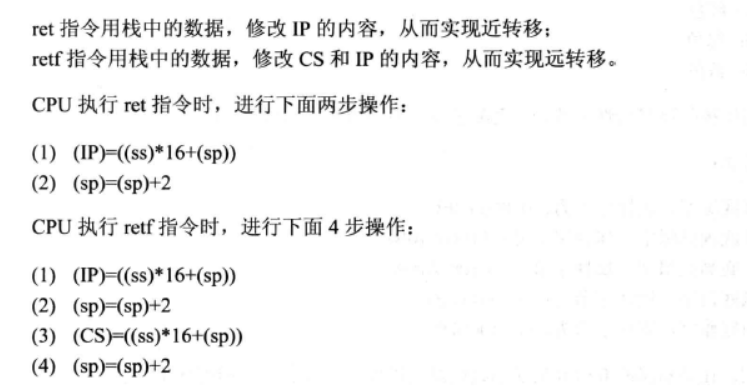 ret 指令用栈中的数据，修改 IP 的内容，从而实现近转移；
retf 指令用栈中的数据，修改 CS 和 IP 的内容，从而实现远转移。
CPU 执行 ret 指令时，进行下面两步操作：
(1) (IP)=((ss)*16+(sp))
(2) (sp)=(sp)+2
CPU 执行 retf 指令时，进行下面 4 步操作：
(1) (IP)=((ss)*16+(sp))
(2) (sp)=(sp)+2
(3) (CS)=((ss)*16+(sp))
(4) (sp)=(sp)+2